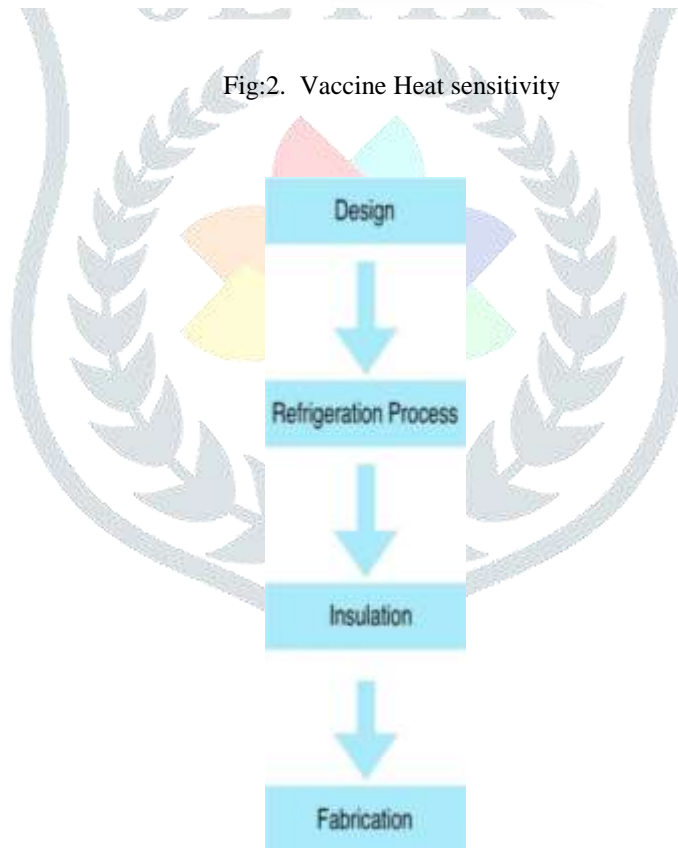 Fig:2. Vaccine Heat sensitivity
Design
Refrigeration Process
Insulation
Fabrication